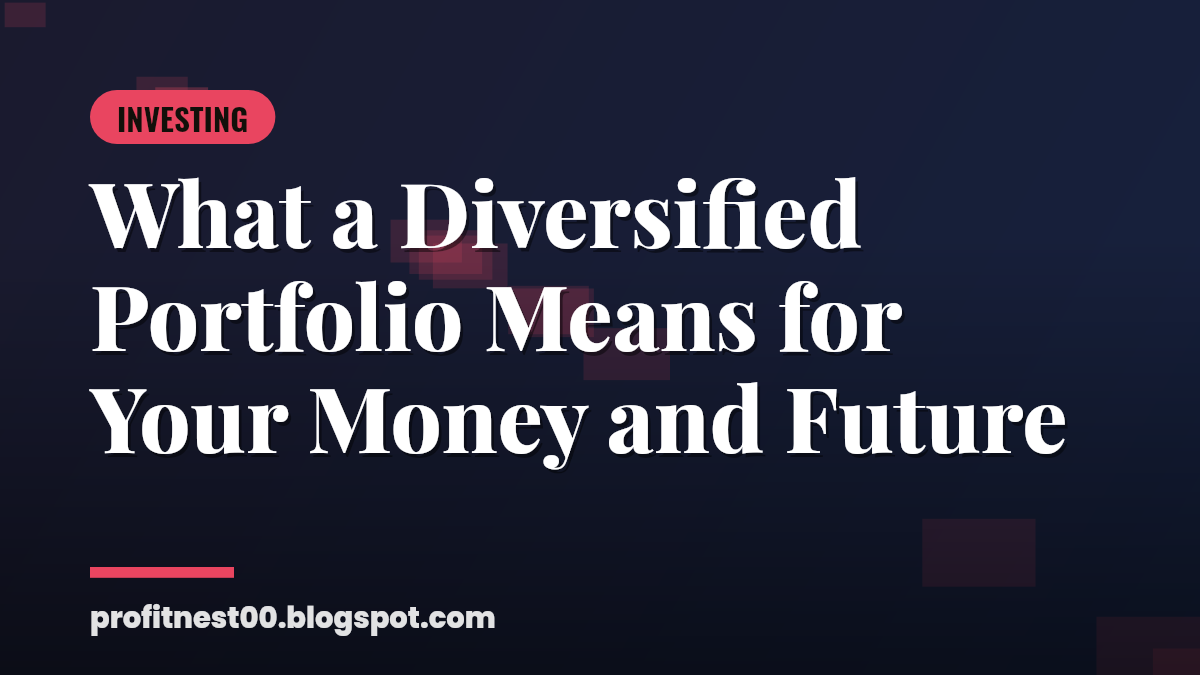 INVESTING
What a Diversified
Portfolio Means for
Your Money and Future
profitnest00.blogspot.com